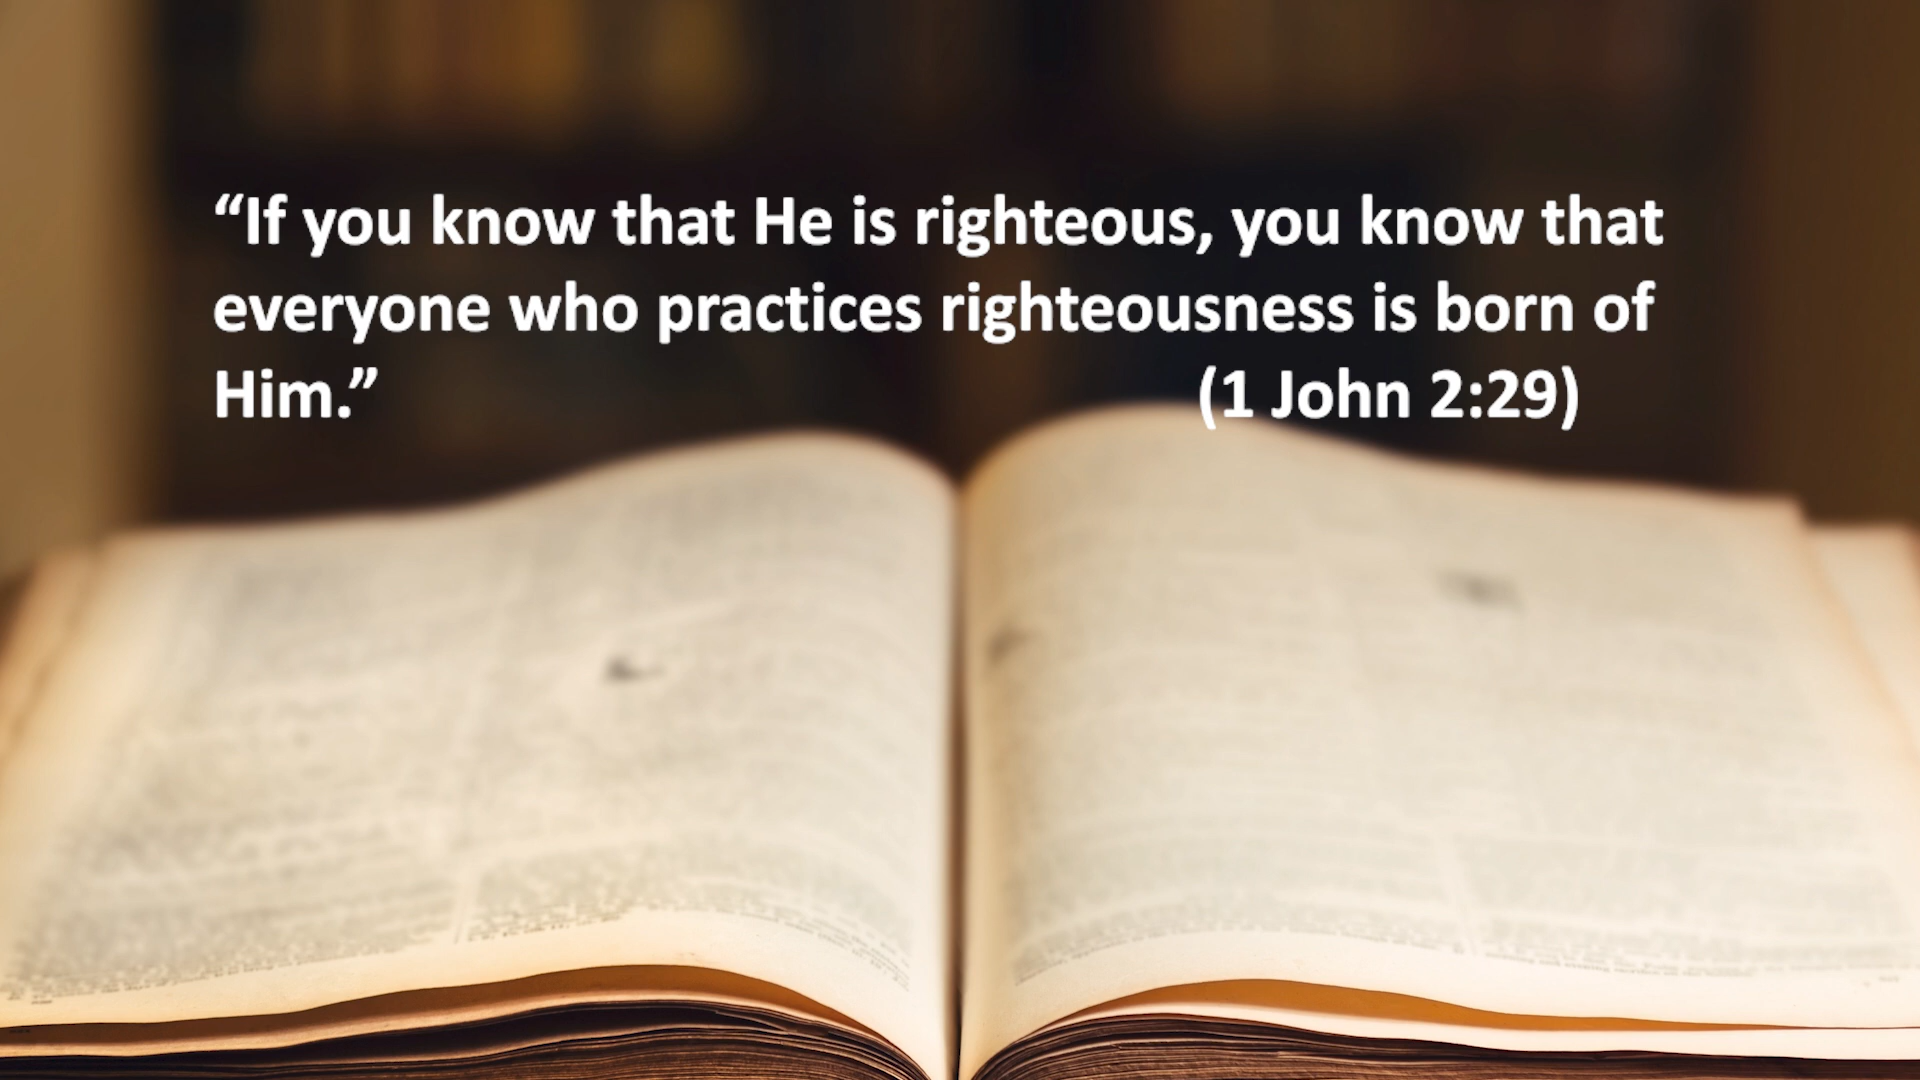 “If you know that He is righteous, you know that
everyone who practices righteousness is born of
Him.” (1 John 2:29)